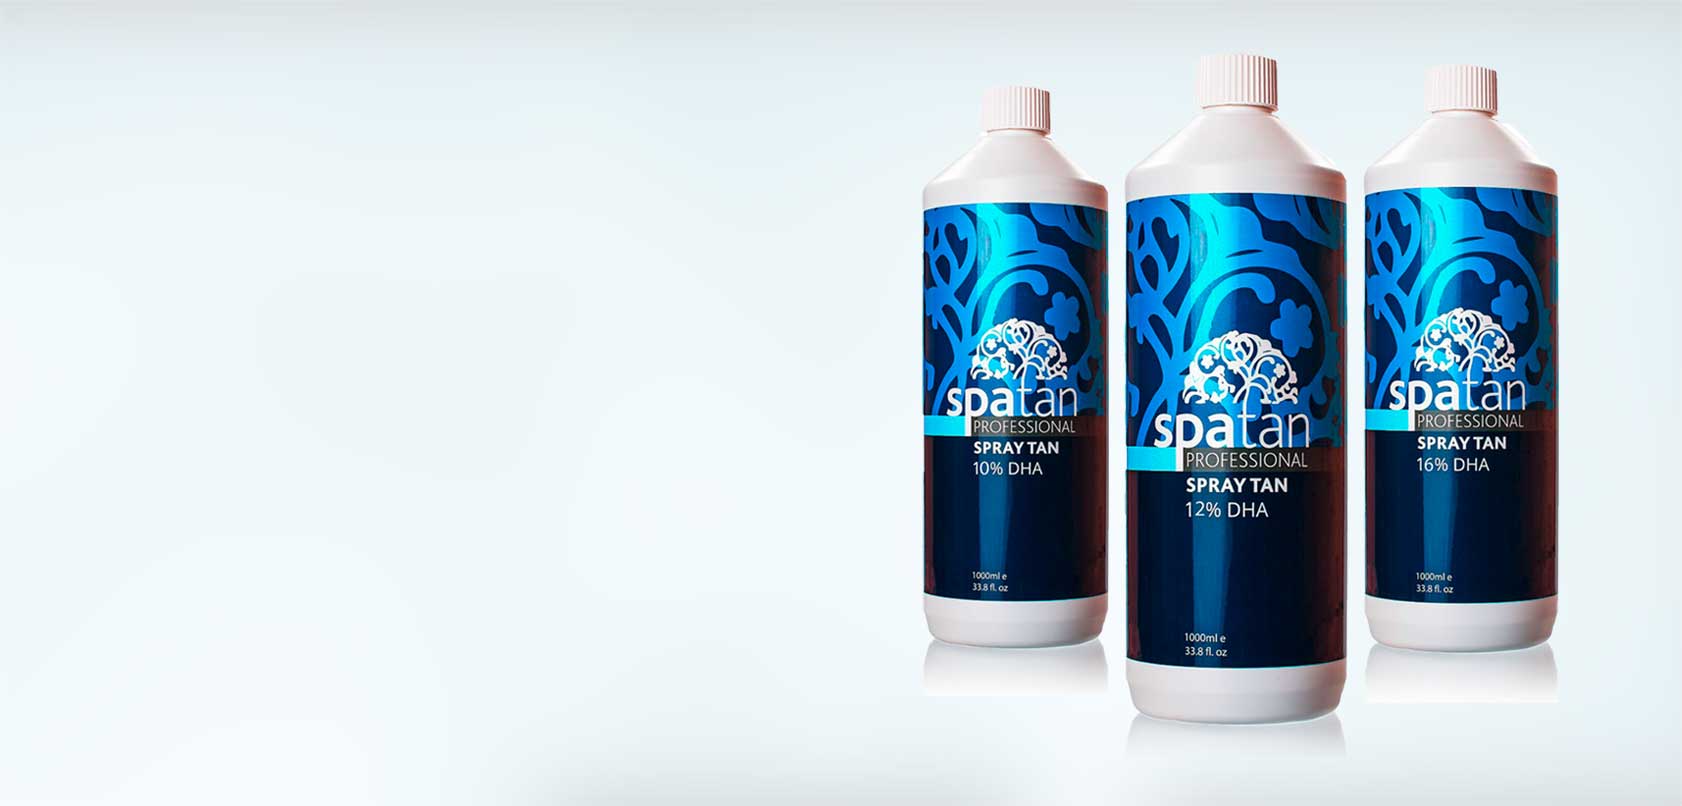 spatan
PROFESSIONAL
SPRAY TAN
10% DHA
1000ml e
33.8 fl. oz
spatan
PROFESSIONAL
SPRAY TAN
12% DHA
1000ml e
33.8 fl. oz
spatan
PROFESSIONAL
SPRAY TAN
16% DHA
1000ml e
33.8 fl. oz